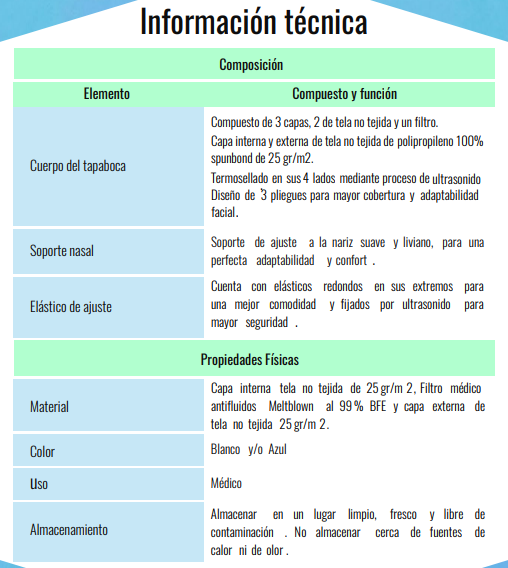 Información técnica
Composición
Elemento
Compuesto y función
Cuerpo del tapaboca
Compuesto de 3 capas, 2 de tela no tejida y un filtro.
Capa interna y externa de tela no tejida de polipropileno 100%
spunbond de 25 gr/m2.
Termosellado en sus 4 lados mediante proceso de ultrasonido
Diseño de 3 pliegues para mayor cobertura y adaptabilidad
facial.
Soporte nasal
Soporte de ajuste a la nariz suave y liviano, para una
perfecta adaptabilidad y confort .
Elástico de ajuste
Cuenta con elásticos redondos en sus extremos para
una mejor comodidad y fijados por ultrasonido para
mayor seguridad .
Propiedades Físicas
Material
Capa interna tela no tejida de 25 gr/m 2, Filtro médico
antifluidos Meltblown al 99 % BFE y capa externa de
tela no tejida 25 gr/m 2.
Color
Blanco y/o Azul
Uso
Médico
Almacenamiento
Almacenar en un lugar limpio, fresco y libre de
contaminación . No almacenar cerca de fuentes de
calor ni de olor .